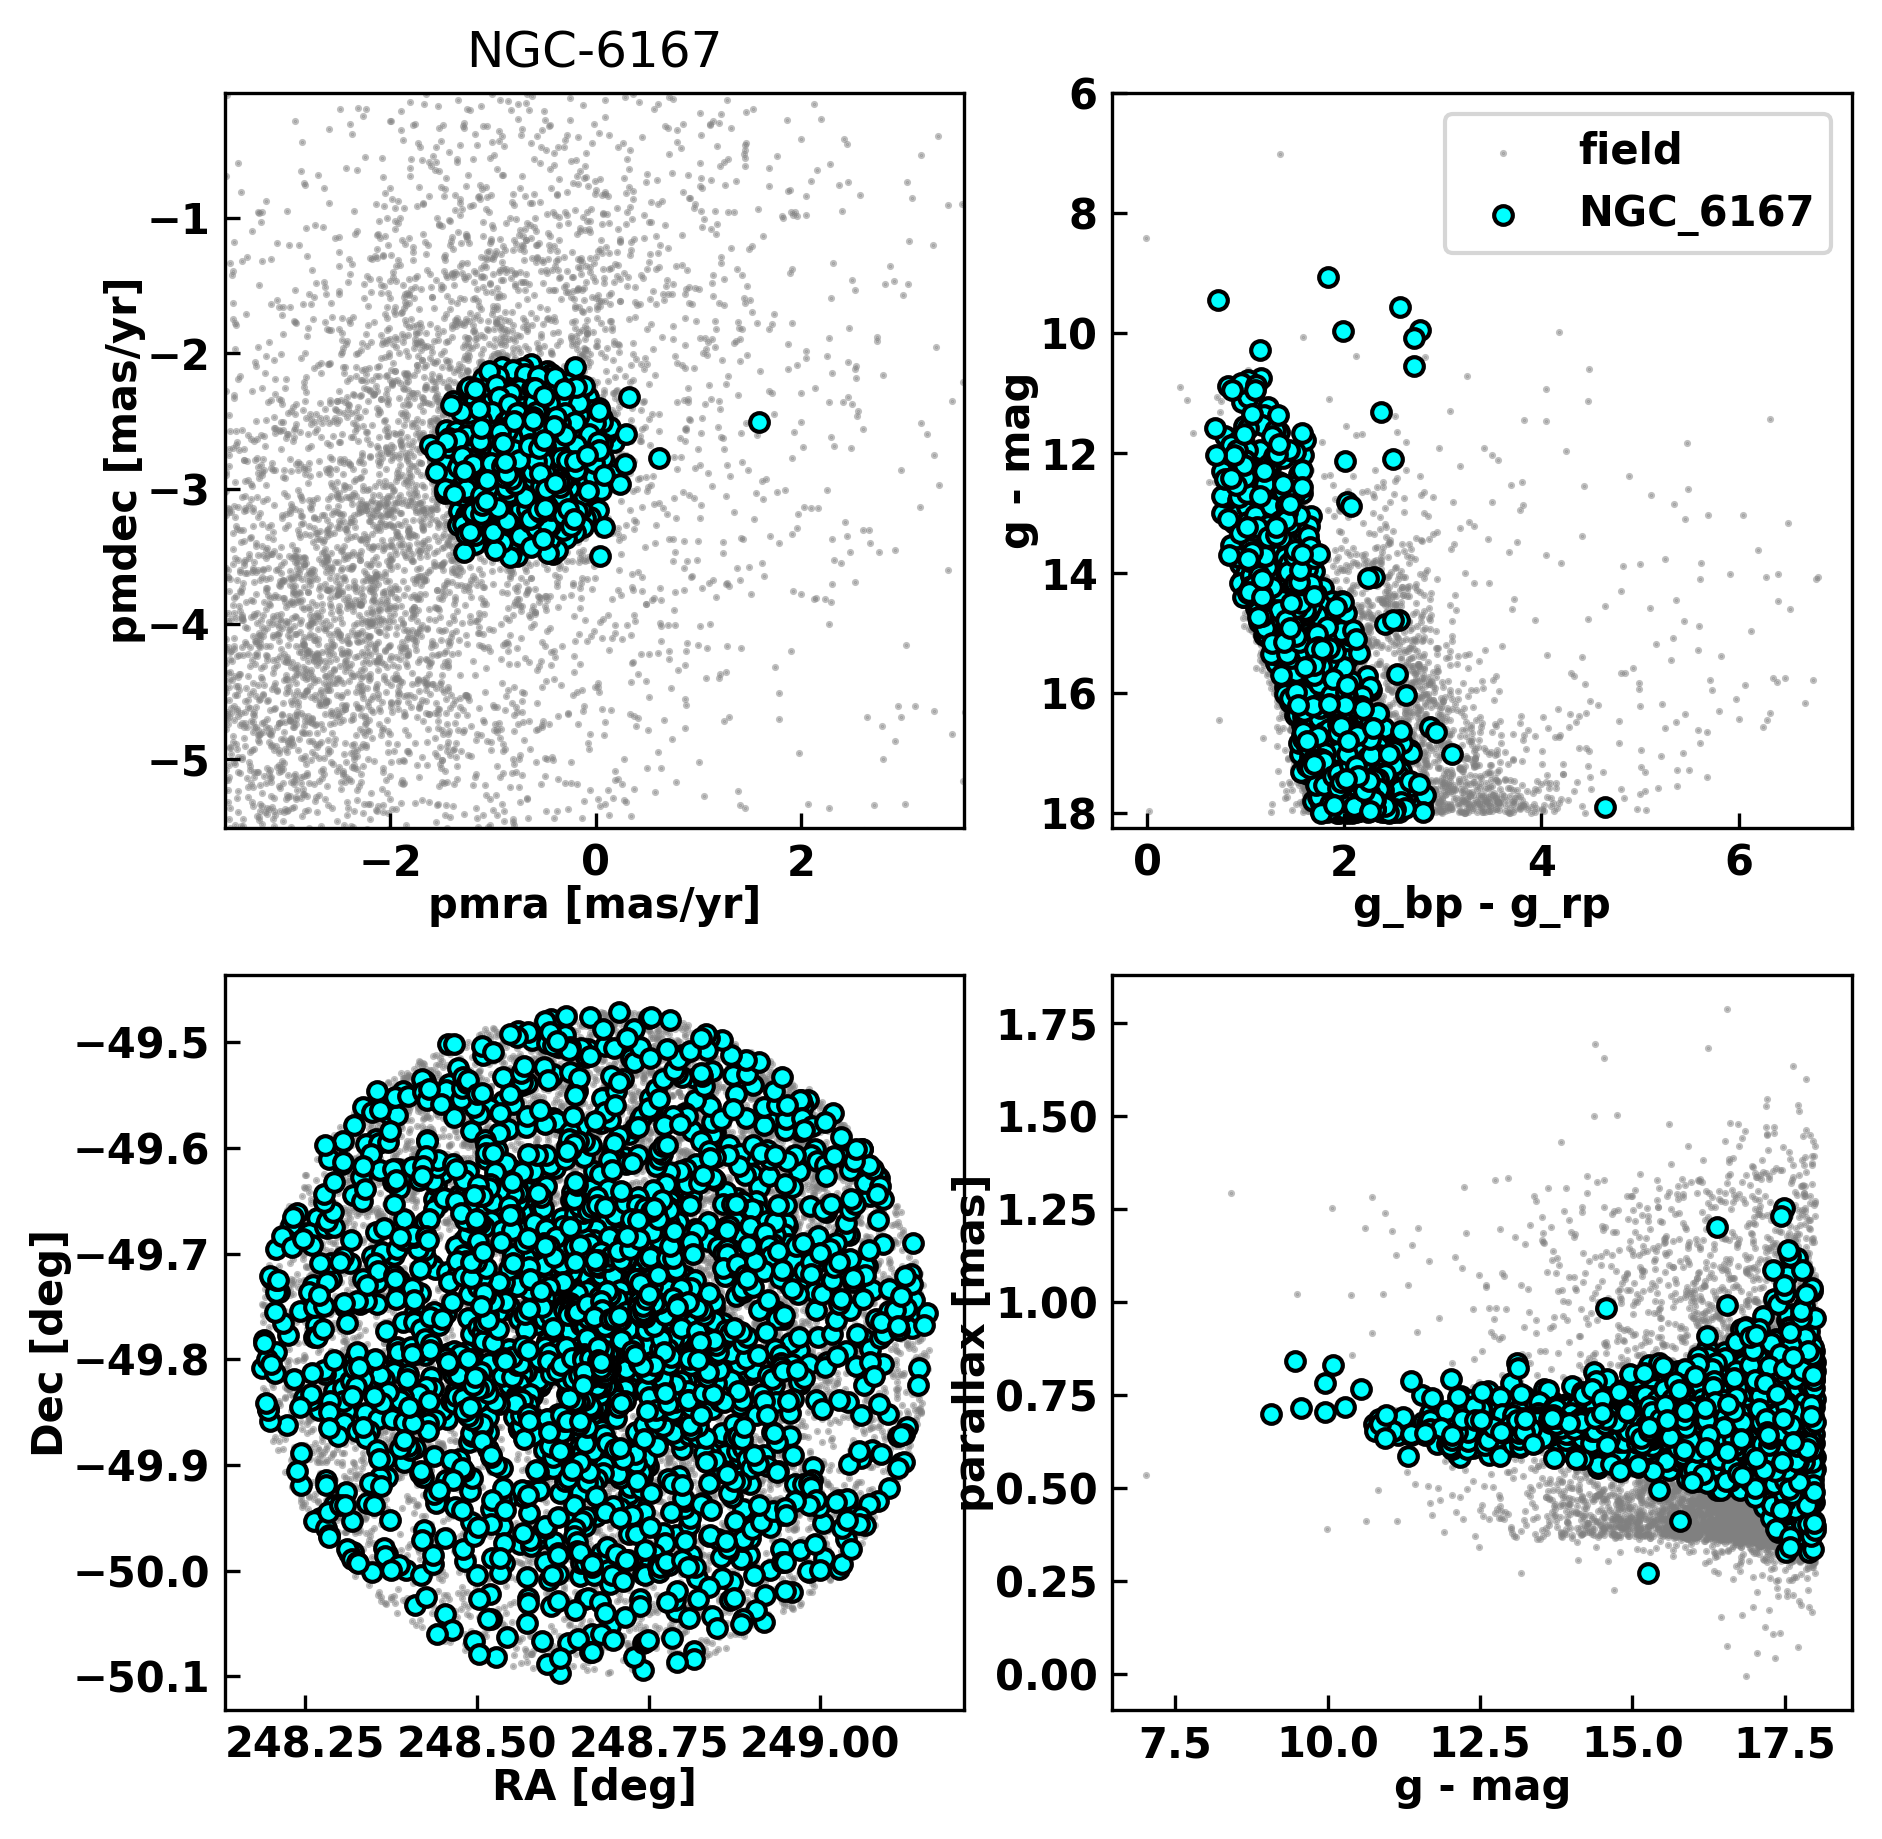 NGC-6167
−1
−2
−3
−4
−5
pmdec [mas/yr]
−2 0 2
pmra [mas/yr]
6
8
10
12
14
16
18
g - mag
field
NGC_6167
0 2 4 6
g_bp - g_rp
−49.5
−49.6
−49.7
−49.8
−49.9
−50.0
−50.1
Dec [deg]
248.25 248.50 248.75 249.00
RA [deg]
1.75
1.50
1.25
1.00
0.75
0.50
0.25
0.00
parallax [mas]
7.5 10.0 12.5 15.0 17.5
g - mag